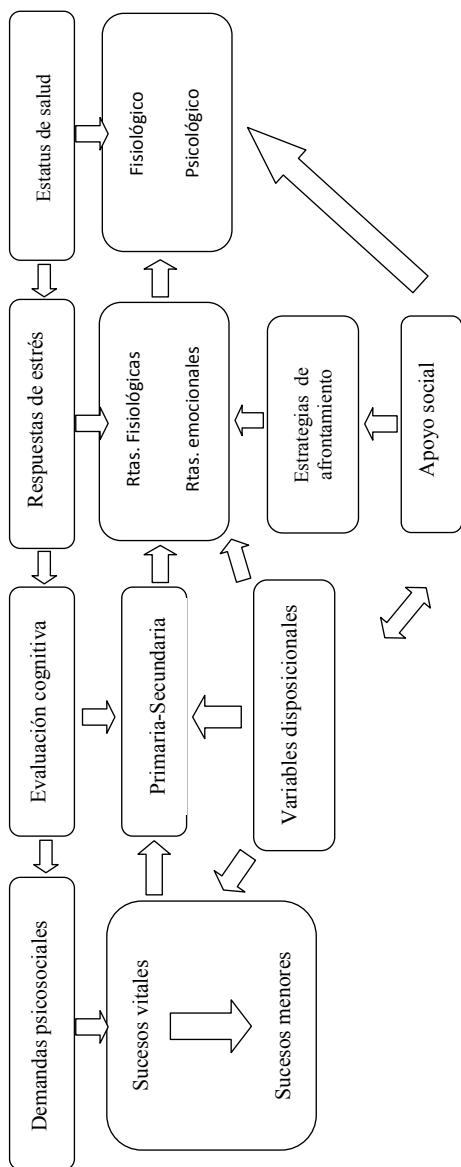 Demandas psicosociales
Evaluación cognitiva
Respuestas de estrés
Estatus de salud
Sucesos vitales
Sucesos menores
Primaria-Secundaria
Rtas. Fisiológicas
Rtas. emocionales
Fisiológico
Psicológico
Variables disposicionales
Estrategias de
afrontamiento
Apoyo social